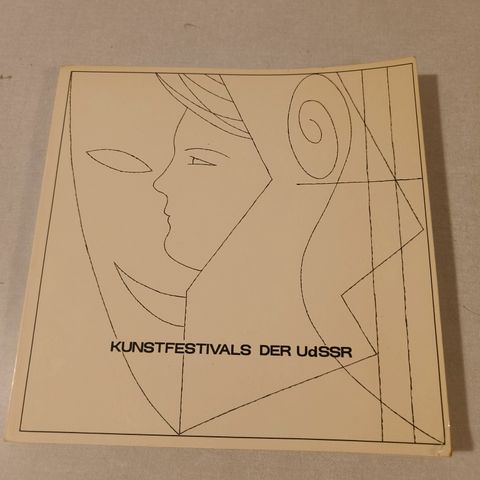 KUNSTFESTIVALS DER UdSSR